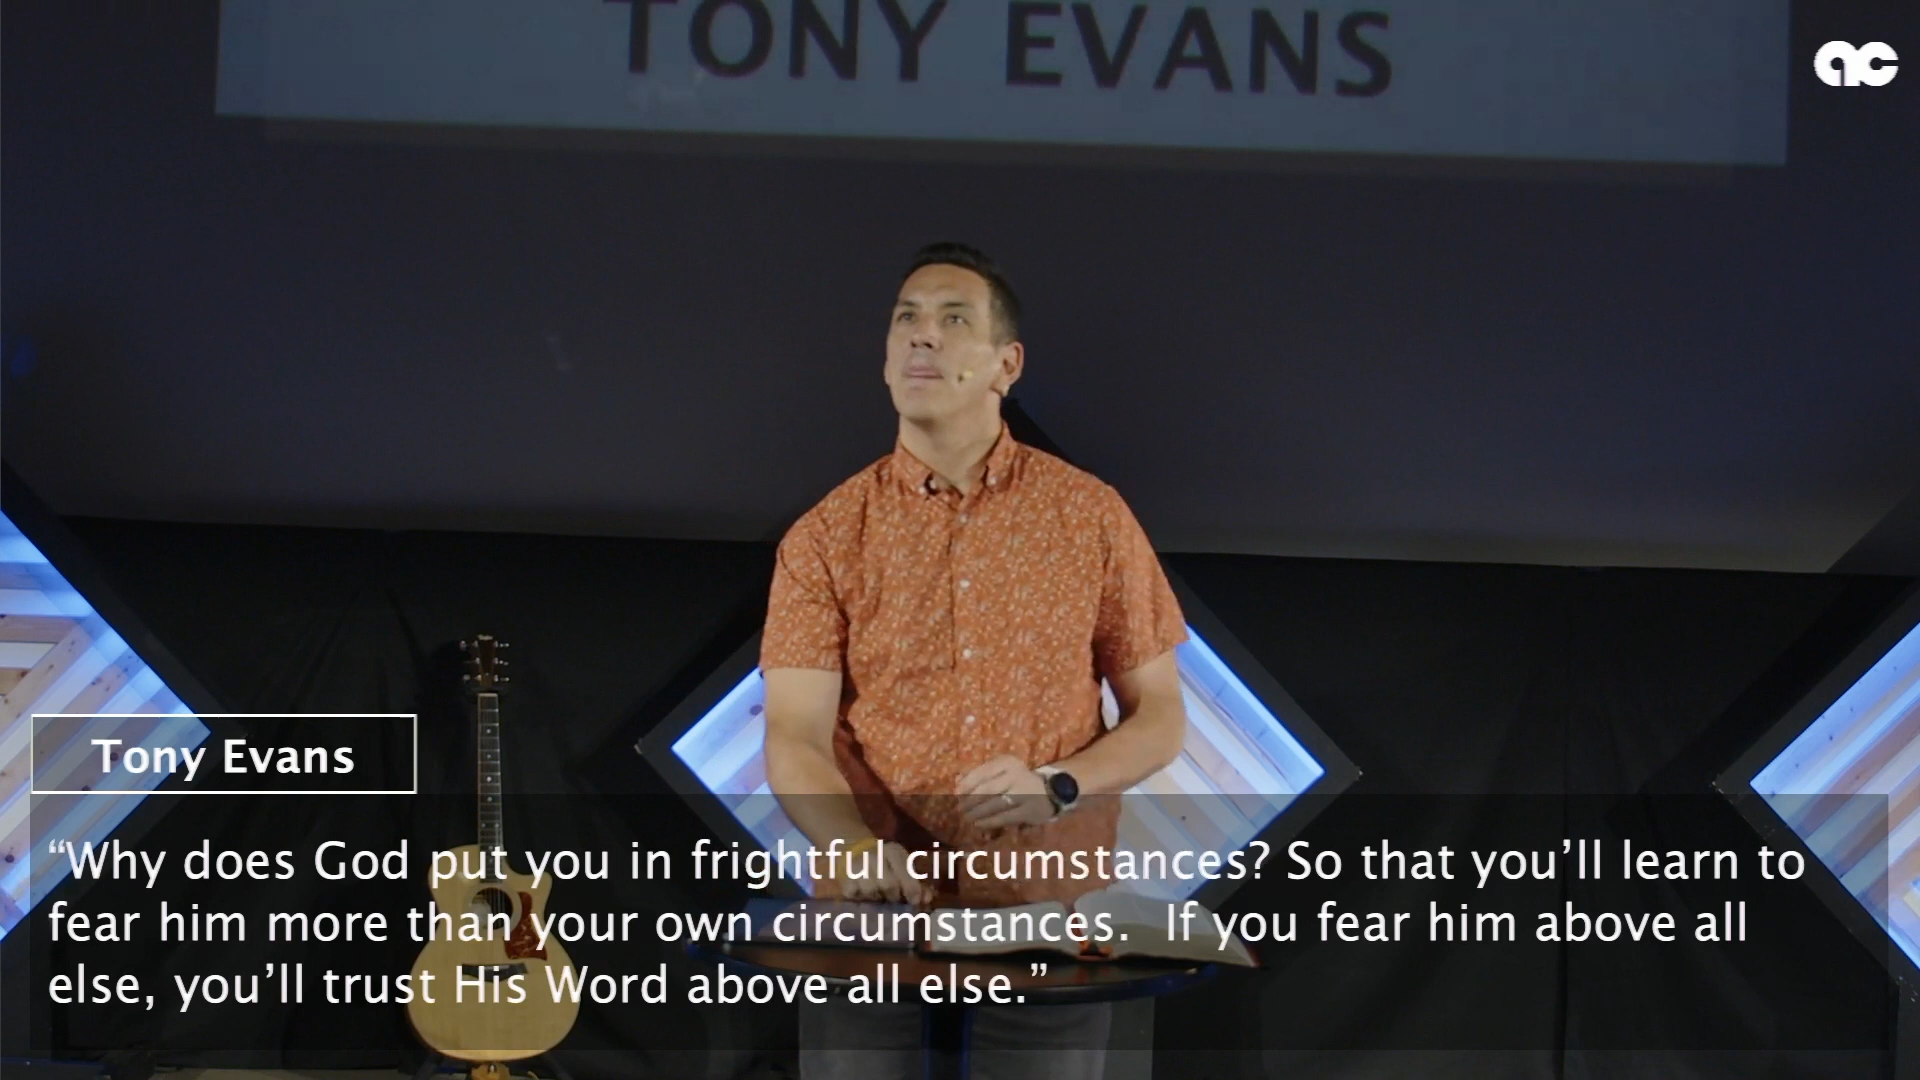 TONY EVANS
ac
Tony Evans
“Why does God put you in frightful circumstances? So that you’ll learn to
fear him more than your own circumstances.  If you fear him above all
else, you’ll trust His Word above all else.”